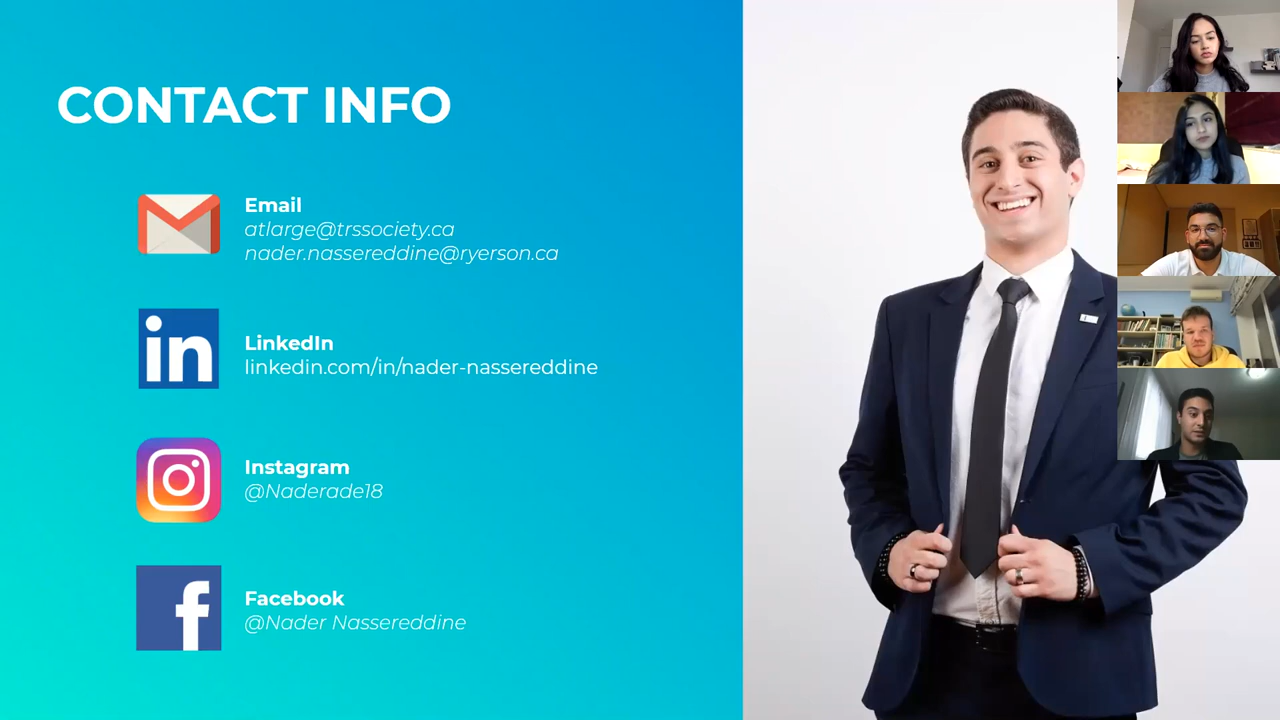 CONTACT INFO
Email
atlarge@trssociety.ca
nader.nassereddine@ryerson.ca
in
LinkedIn
linkedin.com/in/nader-nassereddine
Instagram
@Naderade18
f
Facebook
@Nader Nassereddine